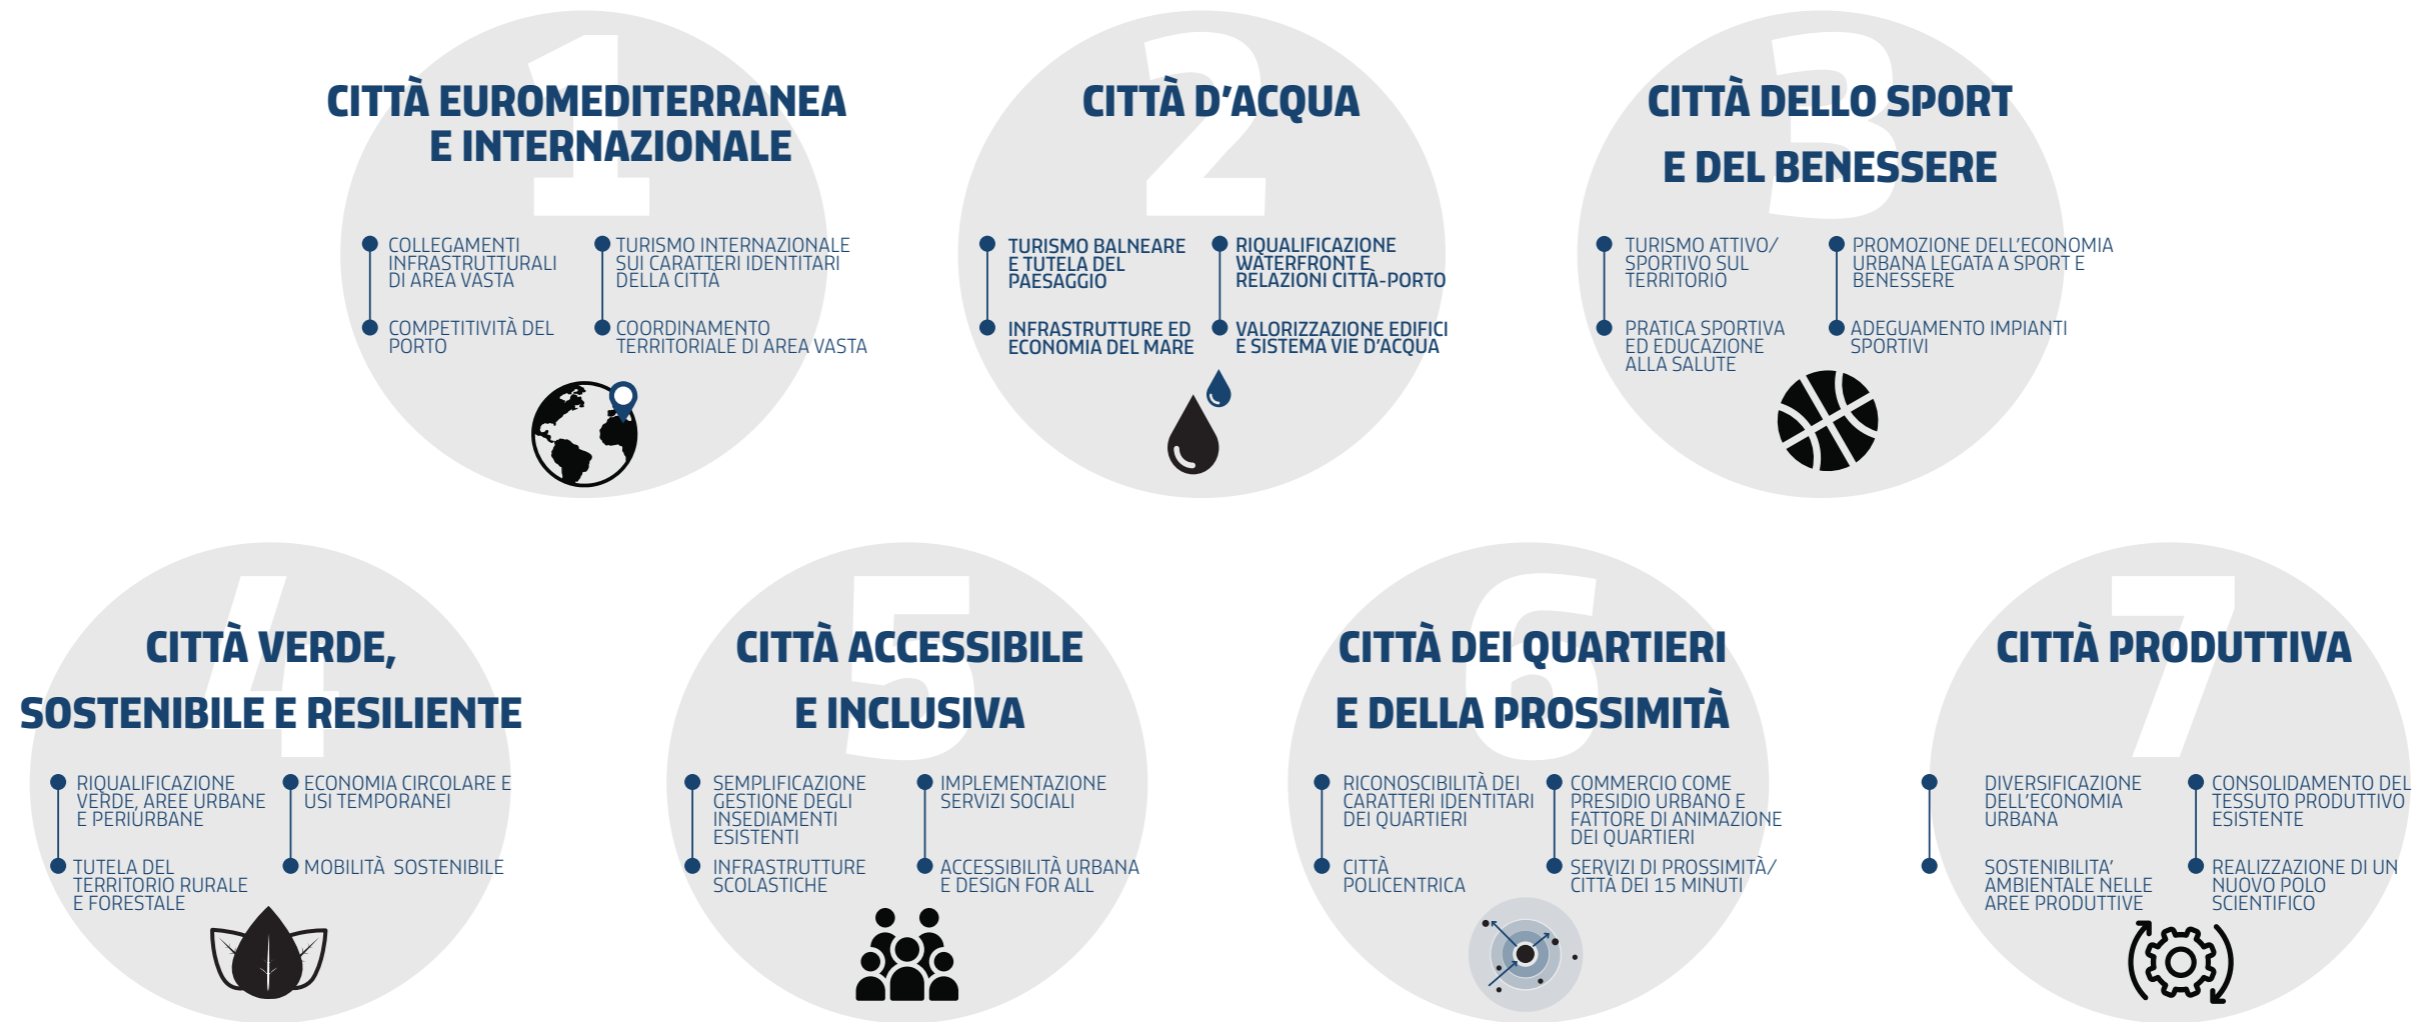 1
CITTÀ EUROMEDITERRANEA
E INTERNAZIONALE
COLLEGAMENTI
INFRASTRUTTURALI
DI AREA VASTA
COMPETITIVITÀ DEL
PORTO
TURISMO INTERNAZIONALE
SUI CARATTERI IDENTITARI
DELLA CITTÀ
COORDINAMENTO
TERRITORIALE DI AREA VASTA
2
CITTÀ D’ACQUA
TURISMO BALNEARE
E TUTELA DEL
PAESAGGIO
INFRASTRUTTURE ED
ECONOMIA DEL MARE
RIQUALIFICAZIONE
WATERFRONT E
RELAZIONI CITTÀ-PORTO
VALORIZZAZIONE EDIFICI
E SISTEMA VIE D’ACQUA
3
CITTÀ DELLO SPORT
E DEL BENESSERE
TURISMO ATTIVO/
SPORTIVO SUL
TERRITORIO
PRATICA SPORTIVA
ED EDUCAZIONE
ALLA SALUTE
PROMOZIONE DELL’ECONOMIA
URBANA LEGATA A SPORT E
BENESSERE
ADEGUAMENTO IMPIANTI
SPORTIVI
4
CITTÀ VERDE,
SOSTENIBILE E RESILIENTE
RIQUALIFICAZIONE
VERDE, AREE URBANE
E PERIURBANE
TUTELA DEL
TERRITORIO RURALE
E FORESTALE
ECONOMIA CIRCOLARE E
USI TEMPORANEI
MOBILITÀ SOSTENIBILE
5
CITTÀ ACCESSIBILE
E INCLUSIVA
SEMPLIFICAZIONE
GESTIONE DEGLI
INSEDIAMENTI
ESISTENTI
INFRASTRUTTURE
SCOLASTICHE
IMPLEMENTAZIONE
SERVIZI SOCIALI
ACCESSIBILITÀ URBANA
E DESIGN FOR ALL
6
CITTÀ DEI QUARTIERI
E DELLA PROSSIMITÀ
RICONOSCIBILITÀ DEI
CARATTERI IDENTITARI
DEI QUARTIERI
CITTÀ
POLICENTRICA
COMMERCIO COME
PRESIDIO URBANO E
FATTORE DI ANIMAZIONE
DEI QUARTIERI
SERVIZI DI PROSSIMITÀ/
CITTÀ DEI 15 MINUTI
7
CITTÀ PRODUTTIVA
DIVERSIFICAZIONE
DELL’ECONOMIA
URBANA
SOSTENIBILITA’
AMBIENTALE NELLE
AREE PRODUTTIVE
CONSOLIDAMENTO DEL
TESSUTO PRODUTTIVO
ESISTENTE
REALIZZAZIONE DI UN
NUOVO POLO
SCIENTIFICO